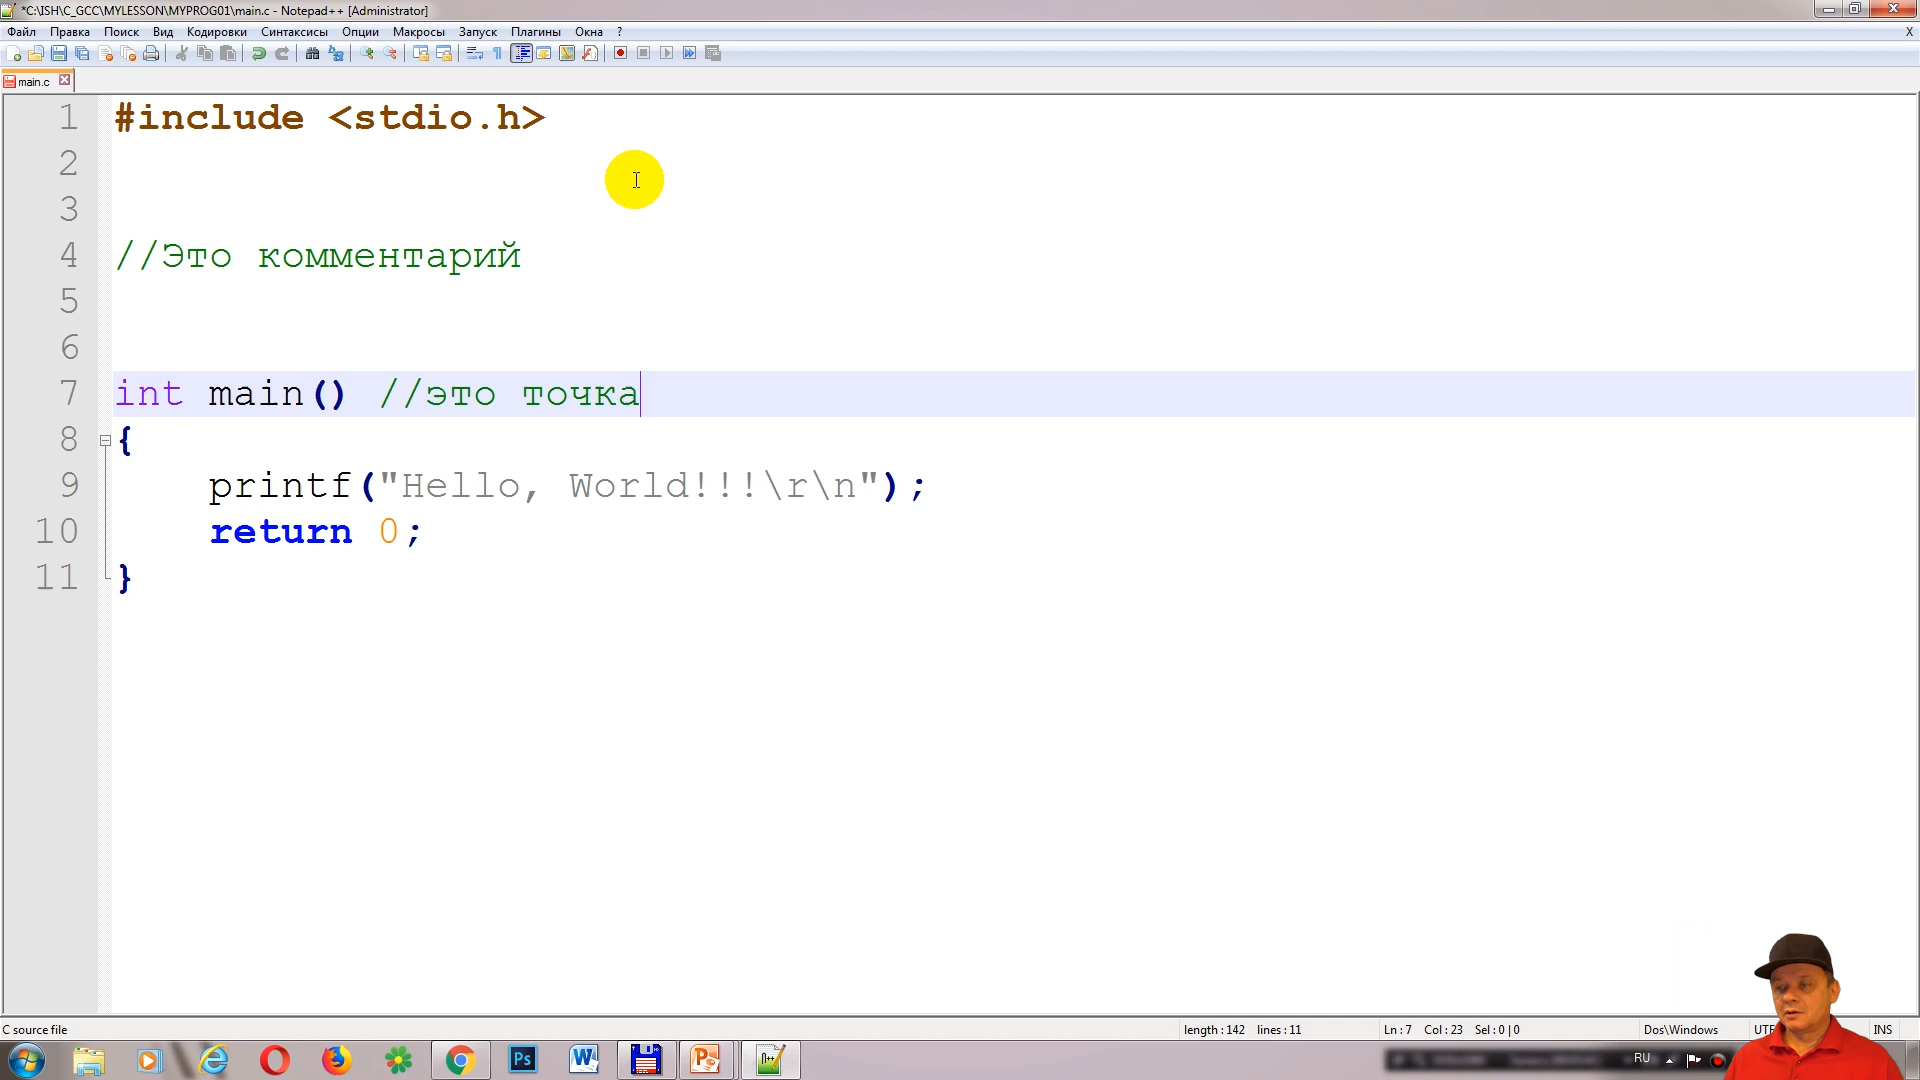 *C:\ISH\C_GCC\MYLESSON\MYPROG01\main.c - Notepad++ [Administrator]
Файл Правка Поиск Вид Кодировки Синтаксисы Опции Макросы Запуск Плагины Окна ? X
main.c
1 #include <stdio.h>
2
3
4 //Это комментарий
5
6
7 int main() //это точка
8 {
9 printf("Hello, World!!!\r\n");
10 return 0;
11 }
C source file length : 142 lines : 11 Ln : 7 Col : 23 Sel : 0 | 0 Dos\Windows INS
Ps W P n++ RU